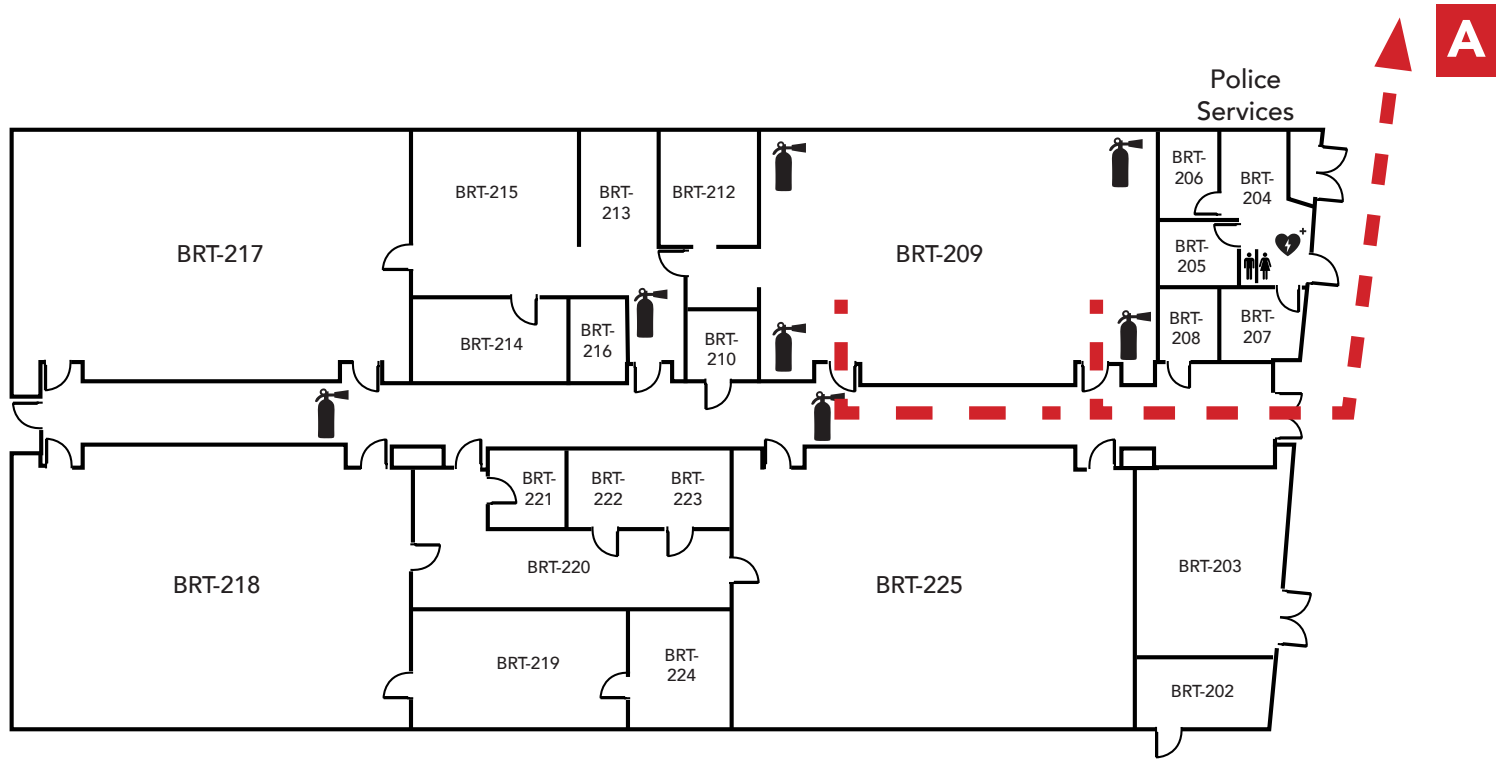 A
Police
Services
BRT-
206
BRT-
204
BRT-215
BRT-
213
BRT-212
BRT-217
BRT-209
BRT-
205
BRT-214
BRT-
216
BRT-
210
BRT-
208
BRT-
207
BRT-
221
BRT-
222
BRT-
223
BRT-218
BRT-220
BRT-225
BRT-203
BRT-219
BRT-
224
BRT-202